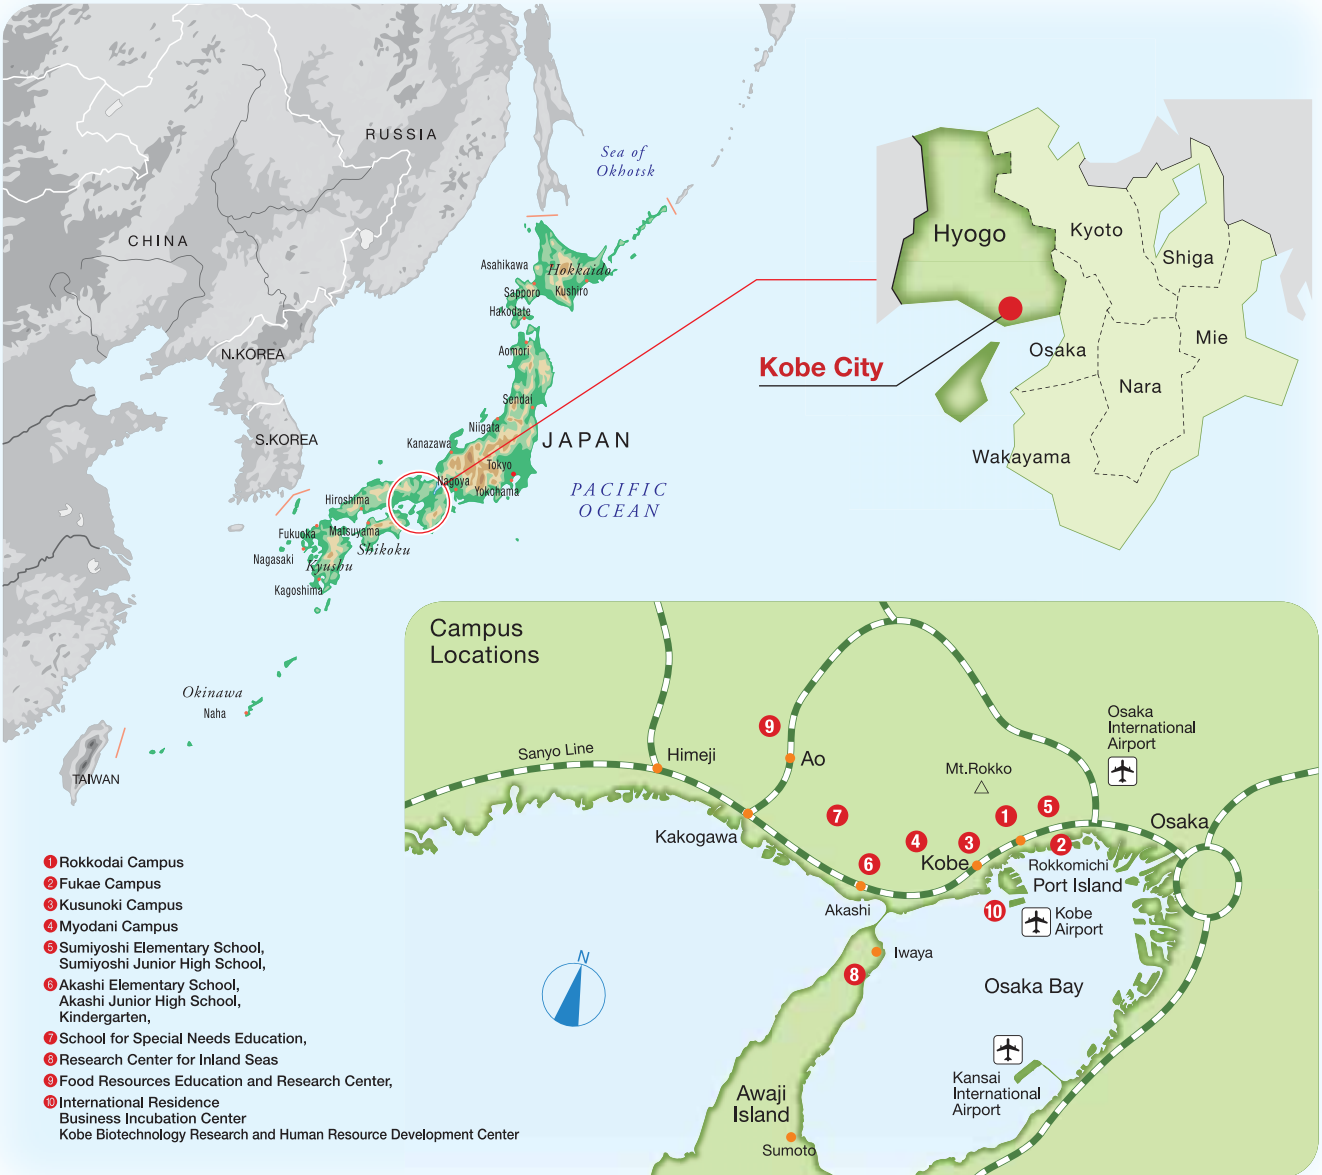 RUSSIA
Sea of
Okhotsk
CHINA
Asahikawa
Hokkaido
Sapporo
Kushiro
Hakodate
N.KOREA
Aomori
S.KOREA
Sendai
Niigata
Kanazawa
JAPAN
Tokyo
Nagoya
Yokohama
PACIFIC
OCEAN
Hiroshima
Fukuoka
Matsuyama
Shikoku
Nagasaki
Kyushu
Kagoshima
Okinawa
Naha
TAIWAN
Hyogo
Kyoto
Shiga
Mie
Osaka
Kobe City
Nara
Wakayama
Campus
Locations
Sanyo Line
Himeji
9
Ao
Osaka
International
Airport
Mt.Rokko
Kakogawa
7
4
3
1
5
2
Osaka
6
Kobe
Rokkomichi
Port Island
Akashi
10
Kobe
Airport
Iwaya
8
N
Osaka Bay
Kansai
International
Airport
Awaji
Island
Sumoto
1 Rokkodai Campus
2 Fukae Campus
3 Kusunoki Campus
4 Myodani Campus
5 Sumiyoshi Elementary School,
Sumiyoshi Junior High School,
6 Akashi Elementary School,
Akashi Junior High School,
Kindergarten,
7 School for Special Needs Education,
8 Research Center for Inland Seas
9 Food Resources Education and Research Center,
10 International Residence
Business Incubation Center
Kobe Biotechnology Research and Human Resource Development Center